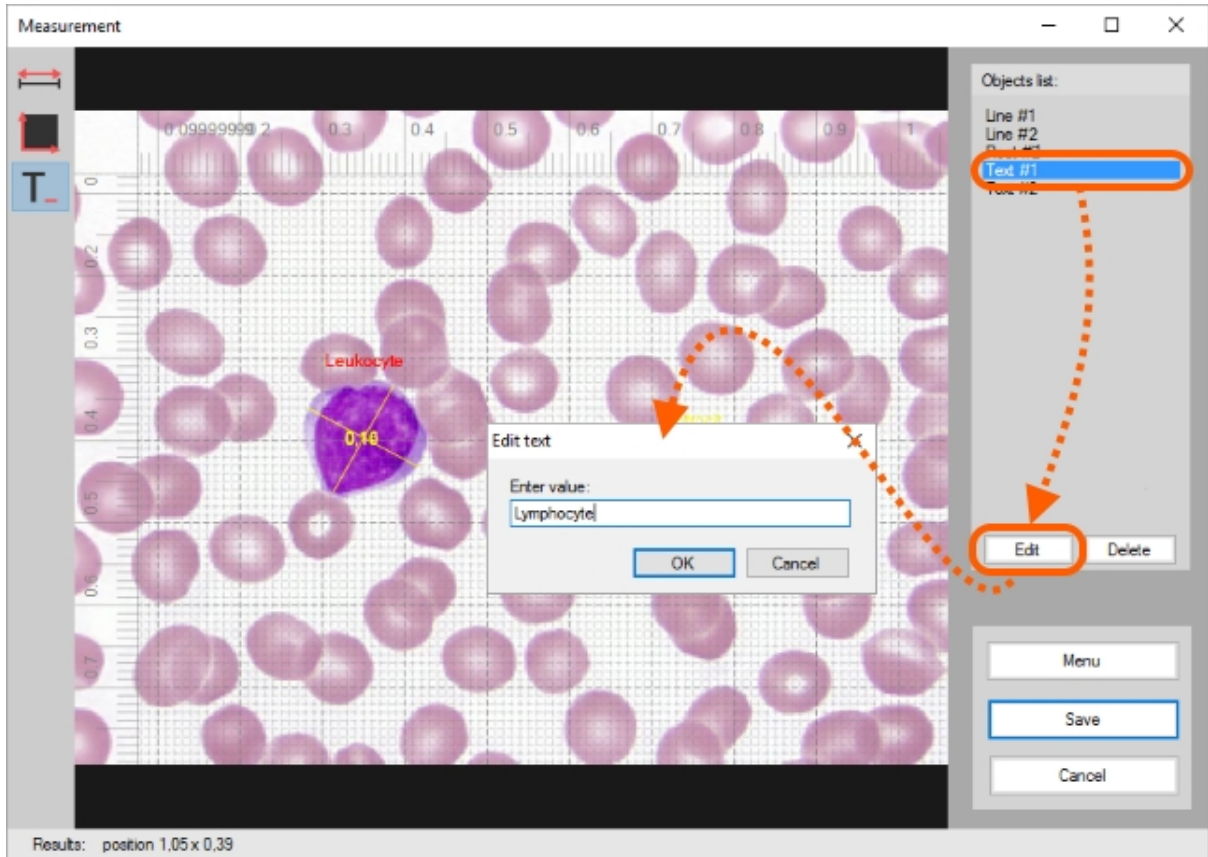 Measurement
Objects list:
Line #1
Line #2
Text #1
Text #2
T_
0.09999999 0.2 0.3 0.4 0.5 0.6 0.7 0.8 0.9 1
0
0.2
0.3
0.4
0.5
0.6
0.7
Leukocyte
Edit text
Enter value:
Lymphocyte
OK Cancel
Edit Delete
Menu
Save
Cancel
Results: position 1,05 x 0,39